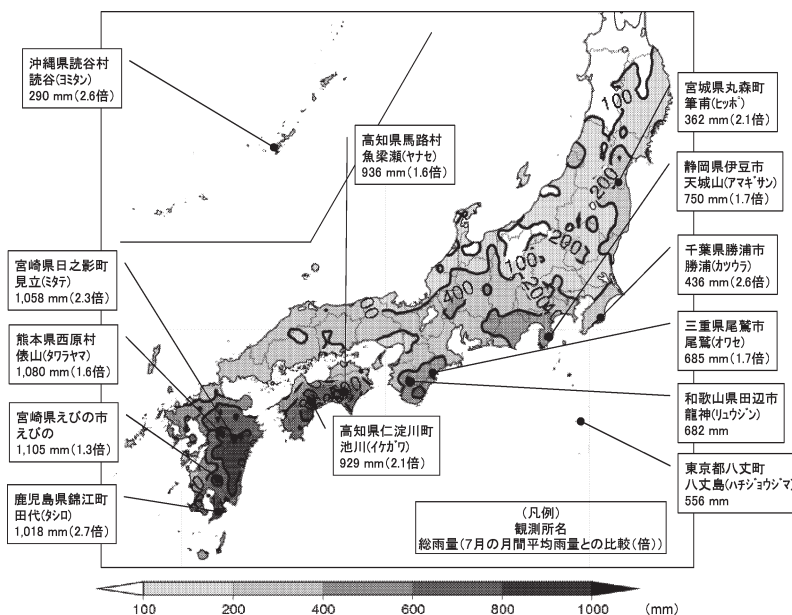 沖縄県読谷村
読谷(ﾖﾐﾀﾝ)
290 mm(2.6倍)
高知県馬路村
魚梁瀬(ﾔﾅｾ)
936 mm(1.6倍)
宮城県丸森町
筆甫(ﾋｯﾎﾟ)
362 mm(2.1倍)
静岡県伊豆市
天城山(ｱﾏｷﾞｻﾝ)
750 mm(1.7倍)
千葉県勝浦市
勝浦(ｶﾂｳﾗ)
436 mm(2.6倍)
三重県尾鷲市
尾鷲(ｵﾜｾ)
685 mm(1.7倍)
和歌山県田辺市
龍神(ﾘｭｳｼﾞﾝ)
682 mm
東京都八丈町
八丈島(ﾊﾁｼﾞｮｳｼﾞﾏ)
556 mm
宮崎県日之影町
見立(ﾐﾀﾃ)
1,058 mm(2.3倍)
熊本県西原村
俵山(ﾀﾜﾗﾔﾏ)
1,080 mm(1.6倍)
宮崎県えびの市
えびの
1,105 mm(1.3倍)
鹿児島県錦江町
田代(ﾀｼﾛ)
1,018 mm(2.7倍)
高知県仁淀川町
池川(ｲｹｶﾞﾜ)
929 mm(2.1倍)
100
200
200
100
400
(凡例)
観測所名
総雨量(7月の月間平均雨量との比較(倍))
100 200 400 600 800 1000 (mm)